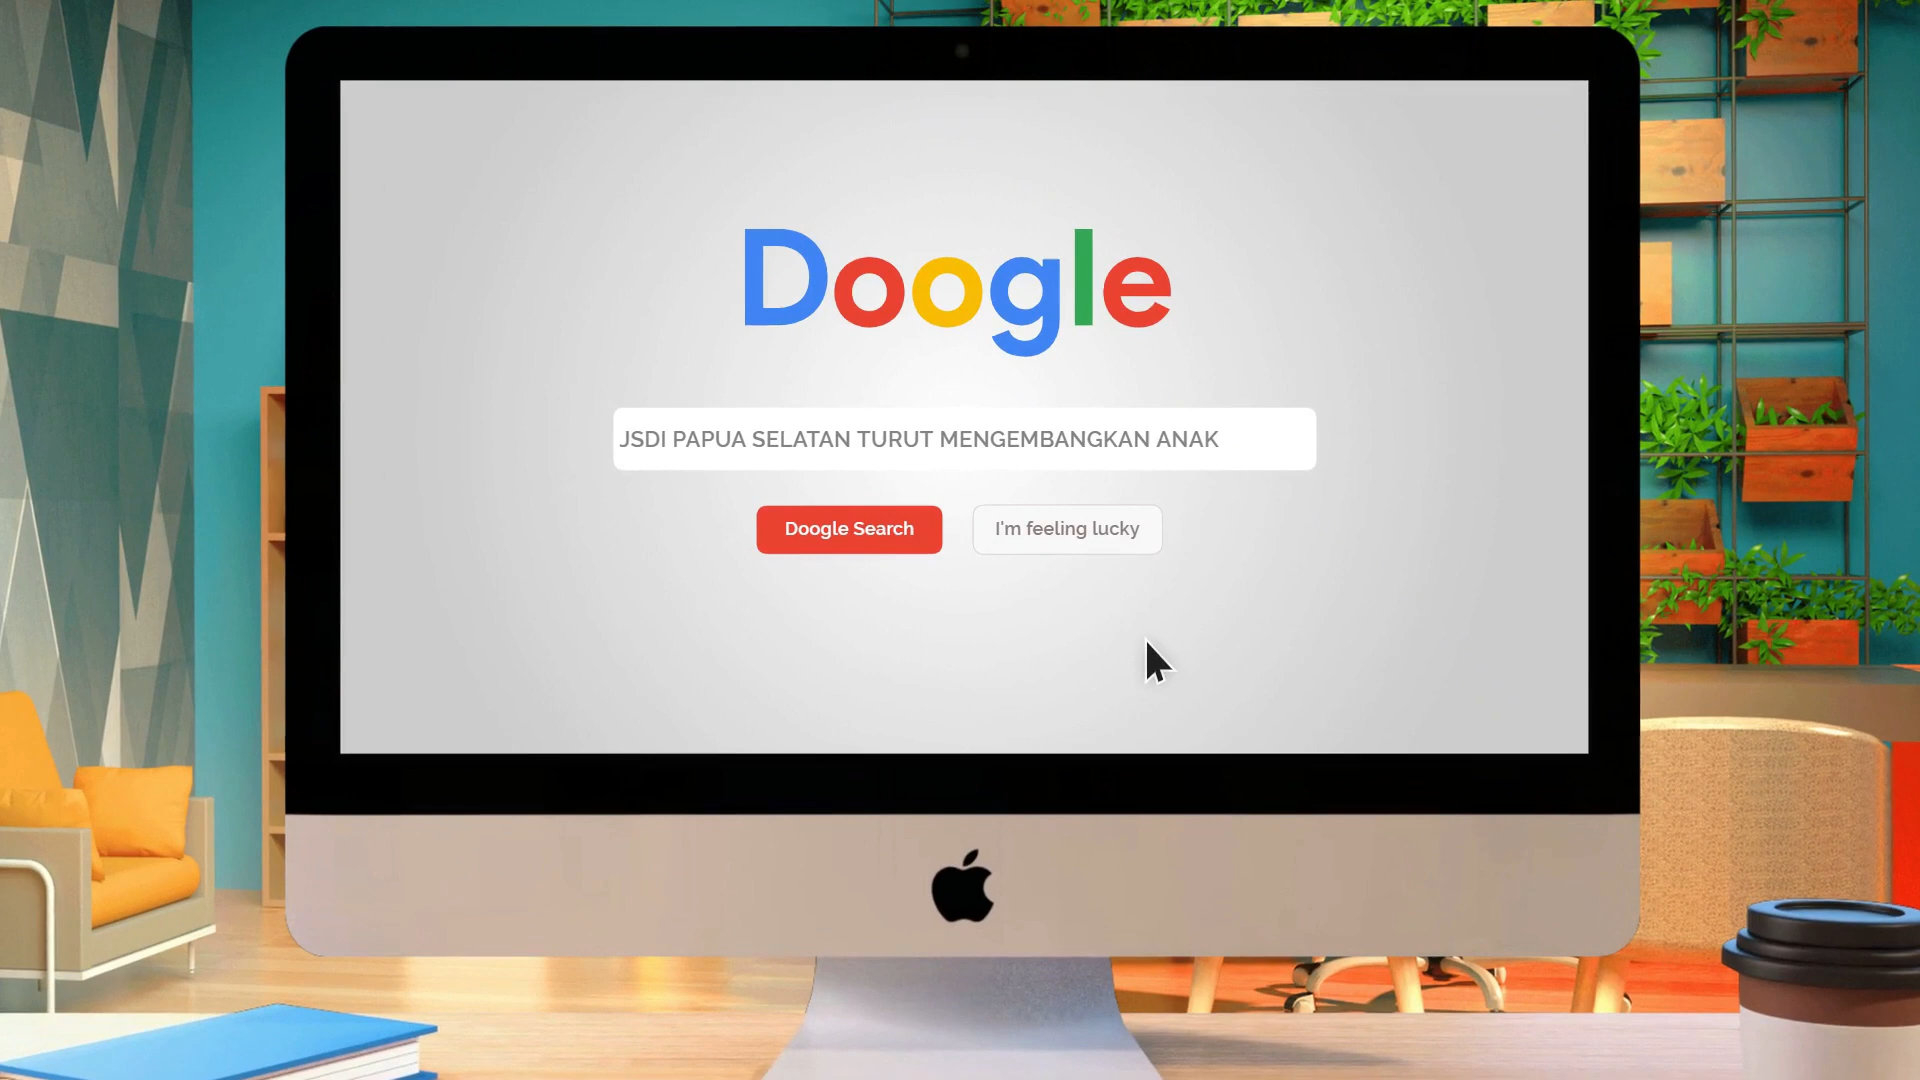 Doogle
JSDI PAPUA SELATAN TURUT MENGEMBANGKAN ANAK
Doogle Search
I'm feeling lucky